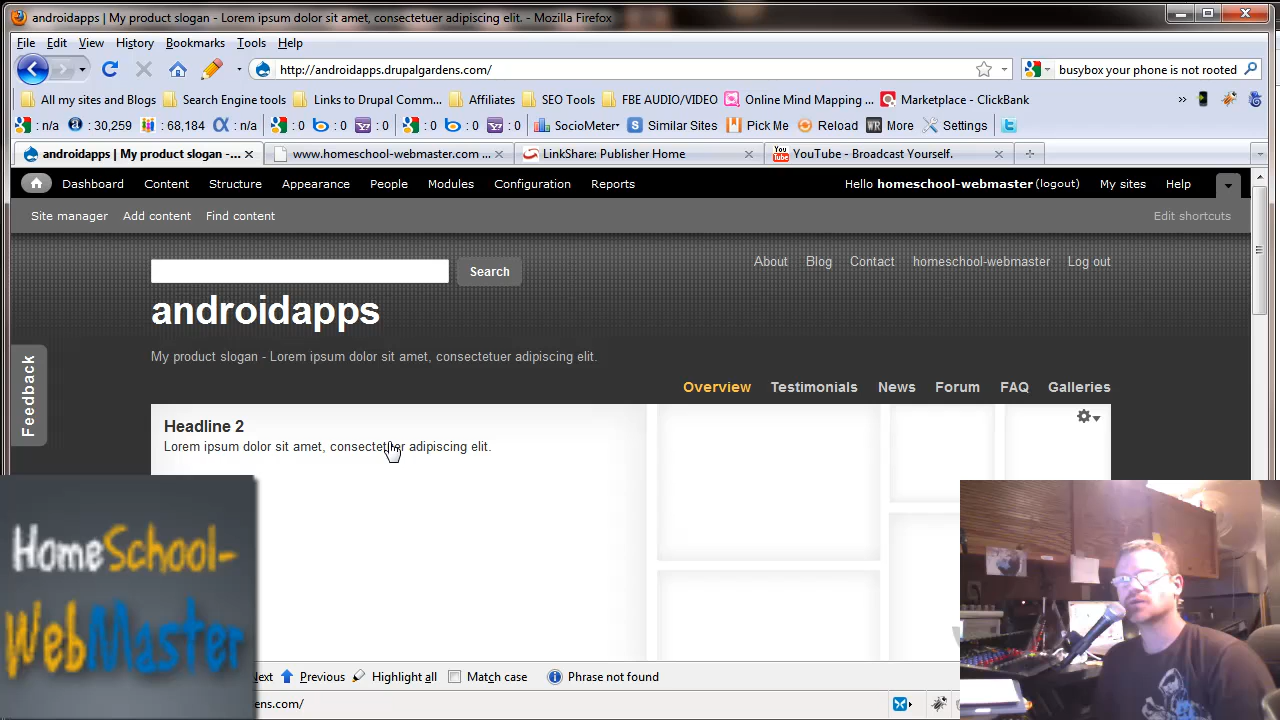 androidapps | My product slogan - Lorem ipsum dolor sit amet, consectetuer adipiscing elit. - Mozilla Firefox
File Edit View History Bookmarks Tools Help
http://androidapps.drupalgardens.com/
busybox your phone is not rooted
All my sites and Blogs Search Engine tools Links to Drupal Comm... Affiliates SEO Tools FBE AUDIO/VIDEO Online Mind Mapping ... Marketplace - ClickBank »
: n/a : 30,259 : 68,184 : n/a : 0 : 0 : 0 : 0 : 0 : 0 SocioMeter Similar Sites Pick Me Reload WR More Settings
androidapps | My product slogan -... www.homeschool-webmaster.com ... LinkShare: Publisher Home YouTube - Broadcast Yourself.
Dashboard Content Structure Appearance People Modules Configuration Reports Hello homeschool-webmaster (logout) My sites Help
Site manager Add content Find content Edit shortcuts
Search About Blog Contact homeschool-webmaster Log out
androidapps
My product slogan - Lorem ipsum dolor sit amet, consectetuer adipiscing elit.
Feedback
Overview Testimonials News Forum FAQ Galleries
Headline 2
Lorem ipsum dolor sit amet, consectetuer adipiscing elit.
HomeSchool-
WebMaster
ext Previous Highlight all Match case Phrase not found
ens.com/